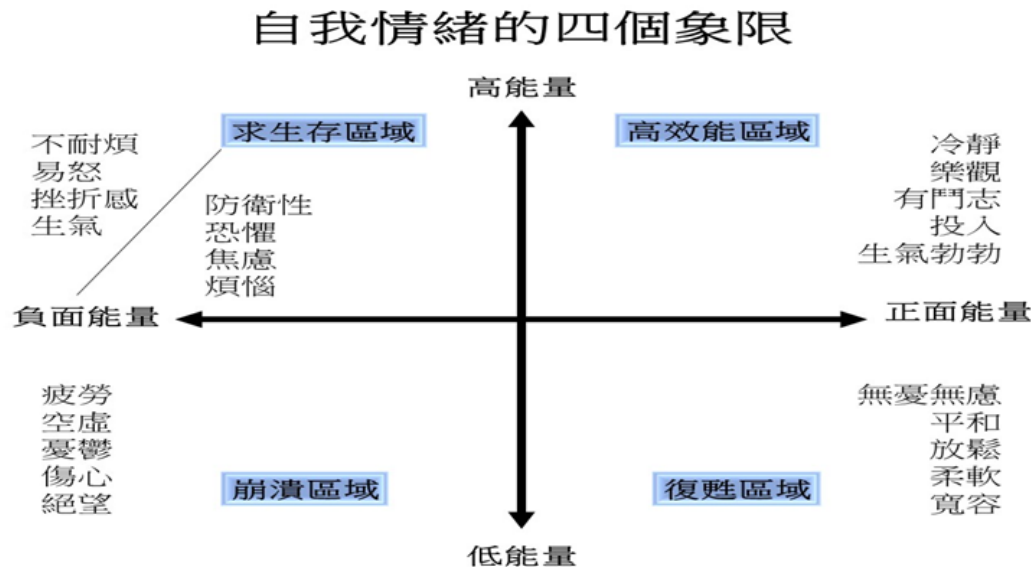 自我情緒的四個象限
高能量
求生存區域
高效能區域
不耐煩
易怒
挫折感
生氣
防衛性
恐懼
焦慮
煩惱
冷靜
樂觀
有鬥志
投入
生氣勃勃
負面能量
正面能量
疲勞
空虛
憂鬱
傷心
絕望
崩潰區域
無憂無慮
平和
放鬆
柔軟
寬容
復甦區域
低能量